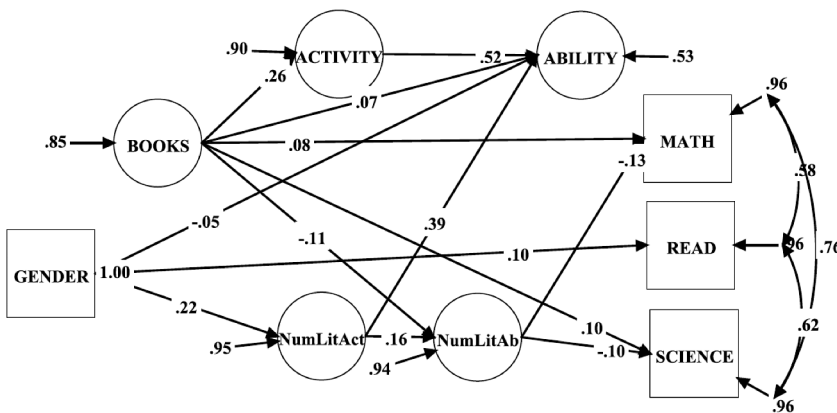 .90
ACTIVITY
.52
ABILITY
.53
.26
.07
.96
.85
BOOKS
.08
-.13
MATH
.58
-.05
.39
-.11
GENDER
1.00
.10
READ
.96
.76
.22
.10
.62
.95
NumLitAct
.16
NumLitAb
-.10
SCIENCE
.94
.96